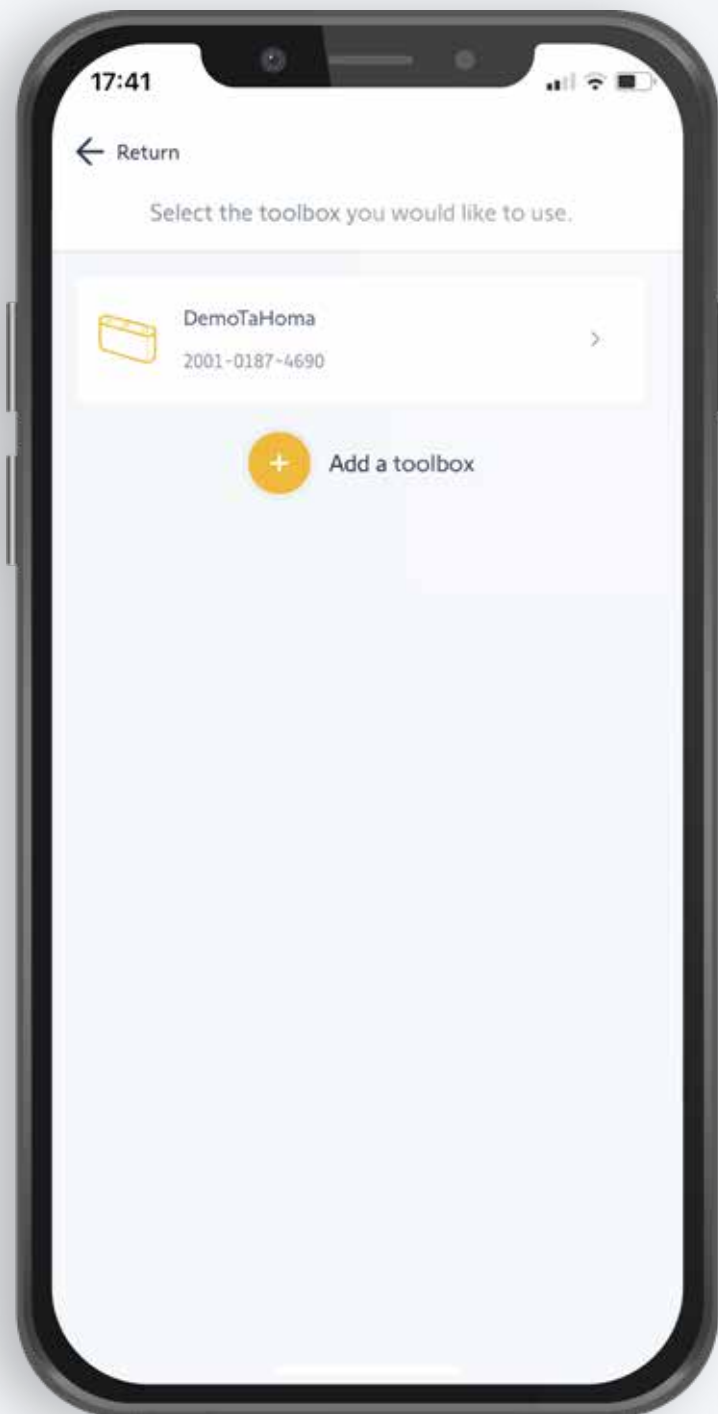 17:41
Return
Select the toolbox you would like to use.
DemoTaHoma
2001-0187-4690
Add a toolbox